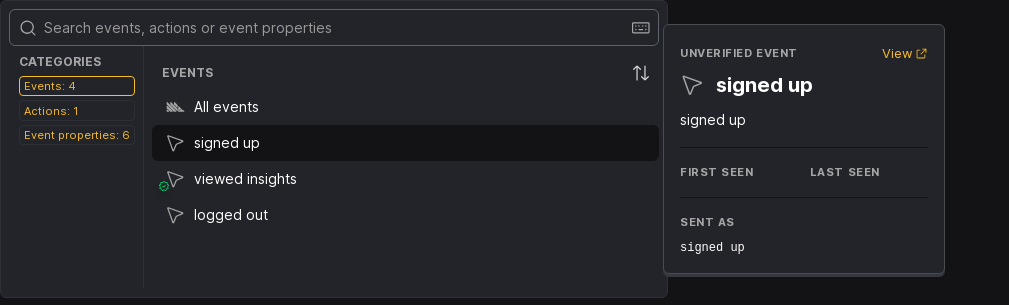 Search events, actions or event properties
CATEGORIES
Events: 4
Actions: 1
Event properties: 6
EVENTS
All events
signed up
viewed insights
logged out
UNVERIFIED EVENT
View
signed up
signed up
FIRST SEEN
LAST SEEN
SENT AS
signed up